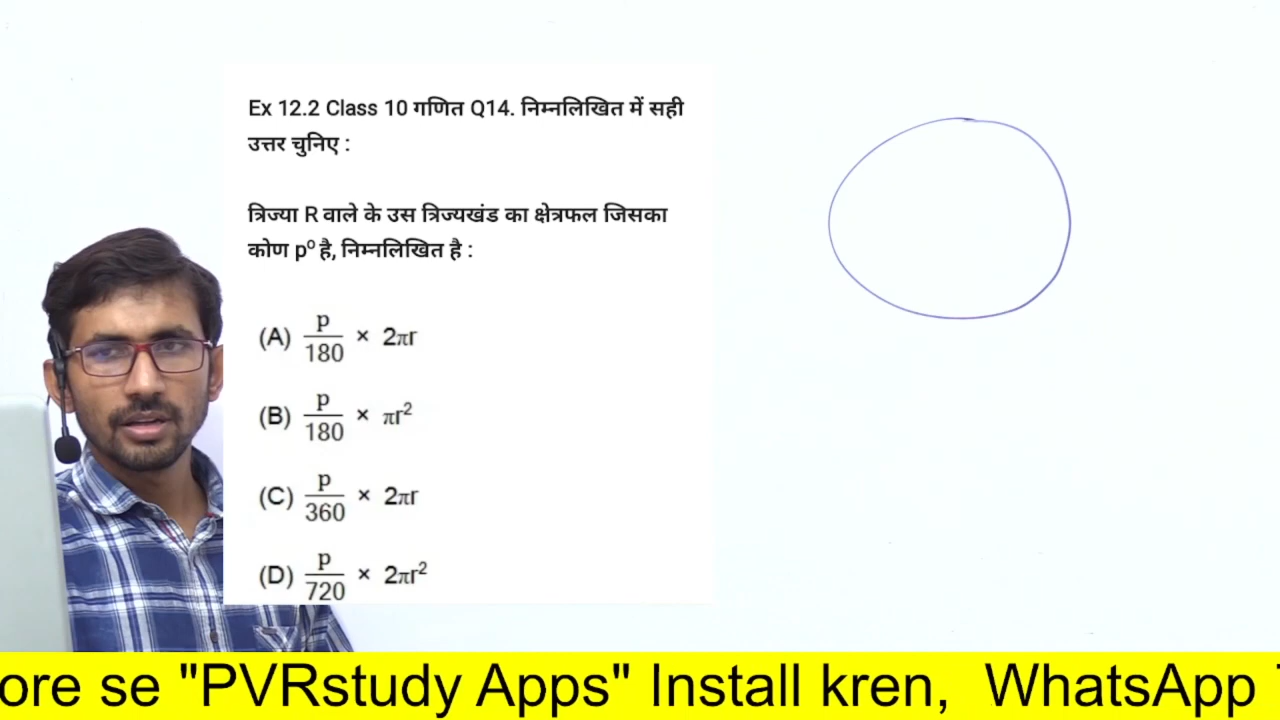 Ex 12.2 Class 10 गणित Q14. निम्नलिखित में सही
उत्तर चुनिए :
त्रिज्या R वाले के उस त्रिज्यखंड का क्षेत्रफल जिसका
कोण p⁰ है, निम्नलिखित है :
(A) p/180 × 2πr
(B) p/180 × πr²
(C) p/360 × 2πr
(D) p/720 × 2πr²
ore se "PVRstudy Apps" Install kren, WhatsApp